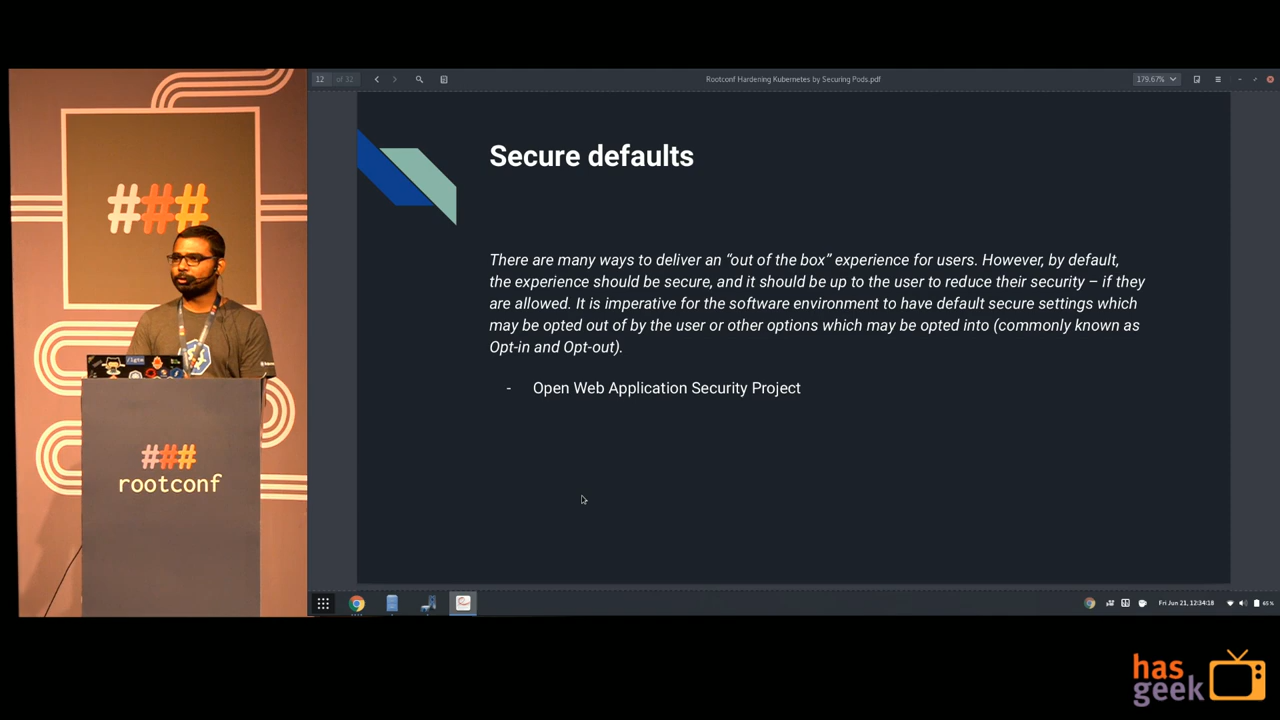 12 of 32
Rootconf Hardening Kubernetes by Securing Pods.pdf
179.67%
Secure defaults
There are many ways to deliver an “out of the box” experience for users. However, by default,
the experience should be secure, and it should be up to the user to reduce their security – if they
are allowed. It is imperative for the software environment to have default secure settings which
may be opted out of by the user or other options which may be opted into (commonly known as
Opt-in and Opt-out).
- Open Web Application Security Project
###
###
rootconf
Fri Jun 21, 12:34:18
65 %
has
geek